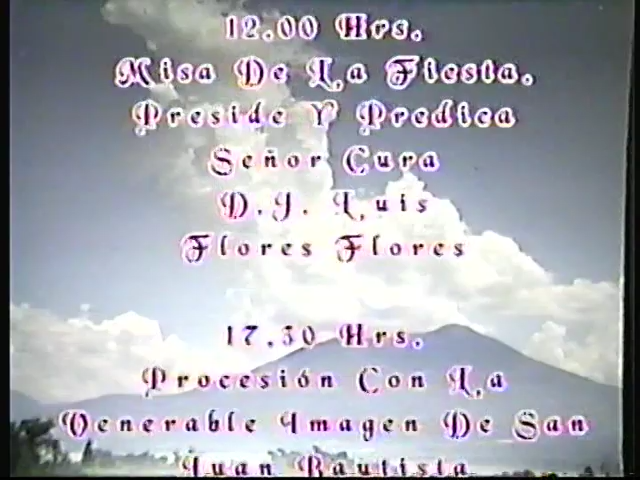 12.00 Hrs.
Misa De La Fiesta.
Preside Y Predica
Señor Cura
D.J. Luis
Flores Flores
17.30 Hrs.
Procesión Con La
Venerable Imagen De San
Juan Bautista